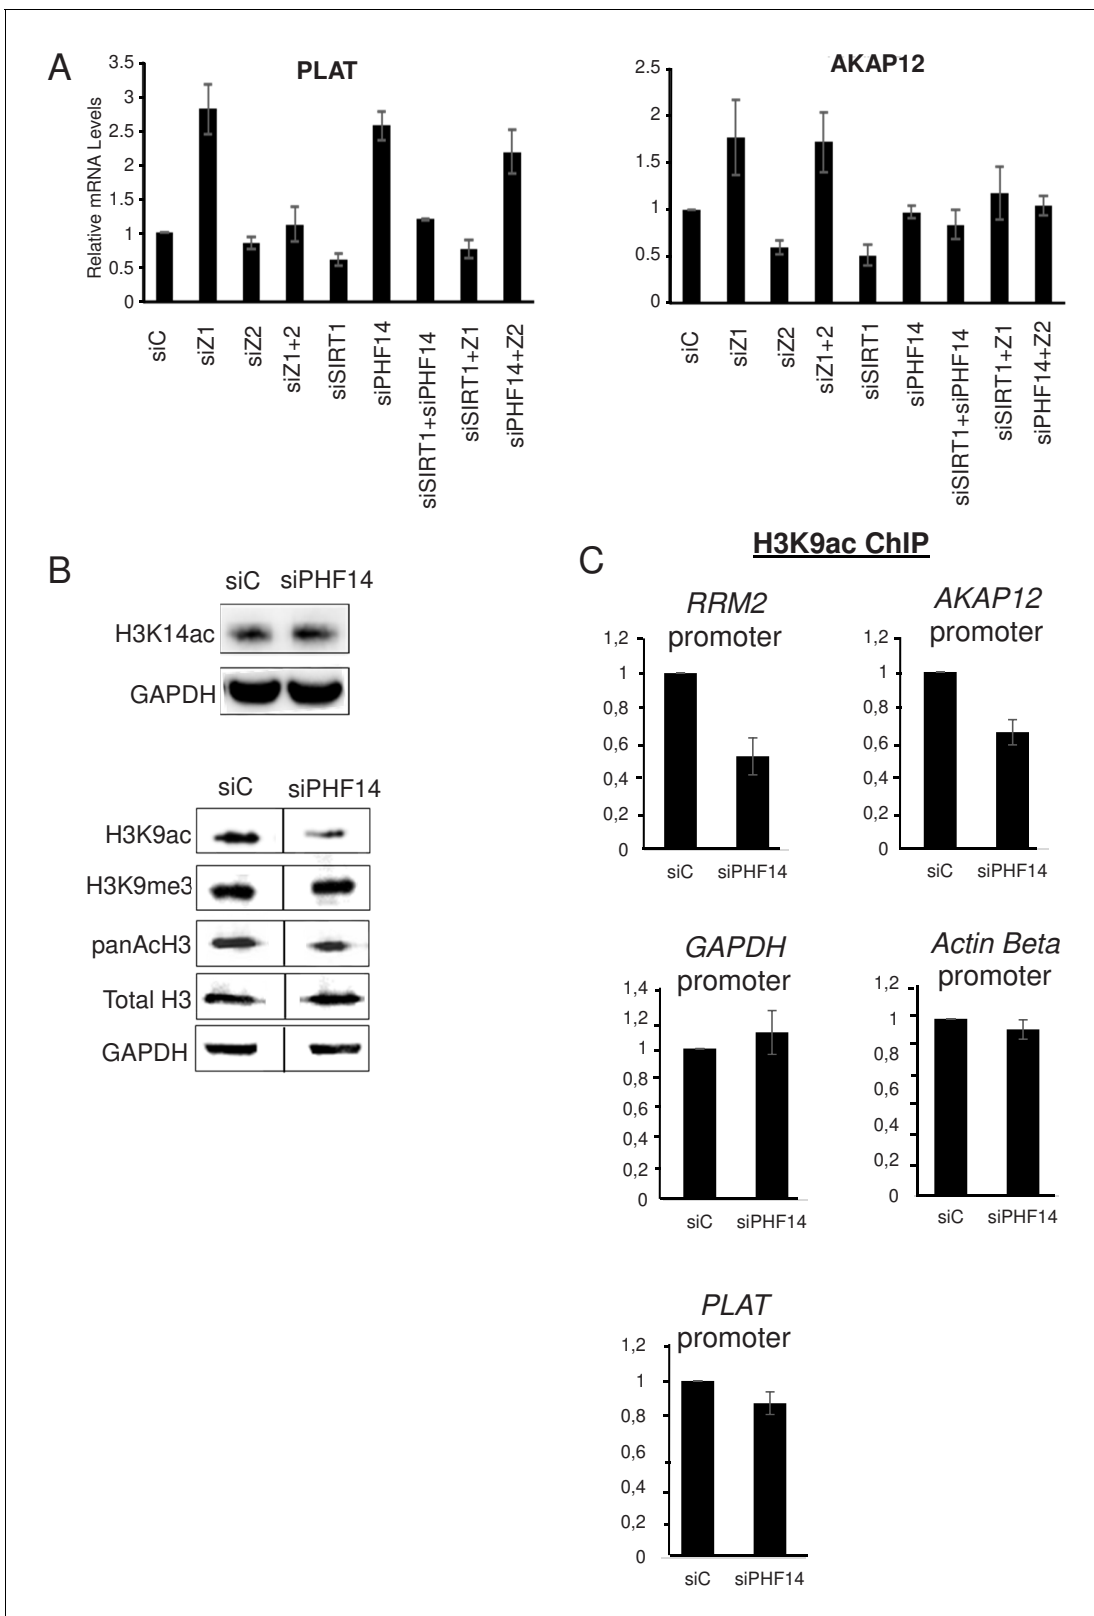 A
PLAT
Relative mRNA Levels
3.5
3
2.5
2
1.5
1
0.5
0
siC
siZ1
siZ2
siZ1+2
siSIRT1
siPHF14
siSIRT1+siPHF14
siSIRT1+Z1
siPHF14+Z2
AKAP12
2.5
2
1.5
1
0.5
0
siC
siZ1
siZ2
siZ1+2
siSIRT1
siPHF14
siSIRT1+siPHF14
siSIRT1+Z1
siPHF14+Z2
B
siC siPHF14
H3K14ac
GAPDH
siC siPHF14
H3K9ac
H3K9me3
panAcH3
Total H3
GAPDH
C
H3K9ac ChIP
RRM2
promoter
1,2
1
0,8
0,6
0,4
0,2
0
siC siPHF14
AKAP12
promoter
1,2
1
0,8
0,6
0,4
0,2
0
siC siPHF14
GAPDH
promoter
1,4
1,2
1
0,8
0,6
0,4
0,2
0
siC siPHF14
Actin Beta
promoter
1,2
1
0,8
0,6
0,4
0,2
0
siC siPHF14
PLAT
promoter
1,2
1
0,8
0,6
0,4
0,2
0
siC siPHF14